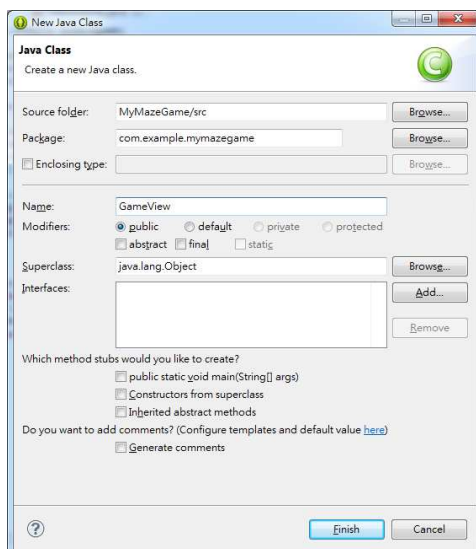 New Java Class
Java Class
Create a new Java class.
C
Source folder: MyMazeGame/src Browse...
Package: com.example.mymazegame Browse...
Enclosing type: Browse...
Name: GameView
Modifiers: public default private protected
abstract final static
Superclass: java.lang.Object Browse...
Interfaces: Add...
Remove
Which method stubs would you like to create?
public static void main(String[] args)
Constructors from superclass
Inherited abstract methods
Do you want to add comments? (Configure templates and default value here)
Generate comments
? Finish Cancel